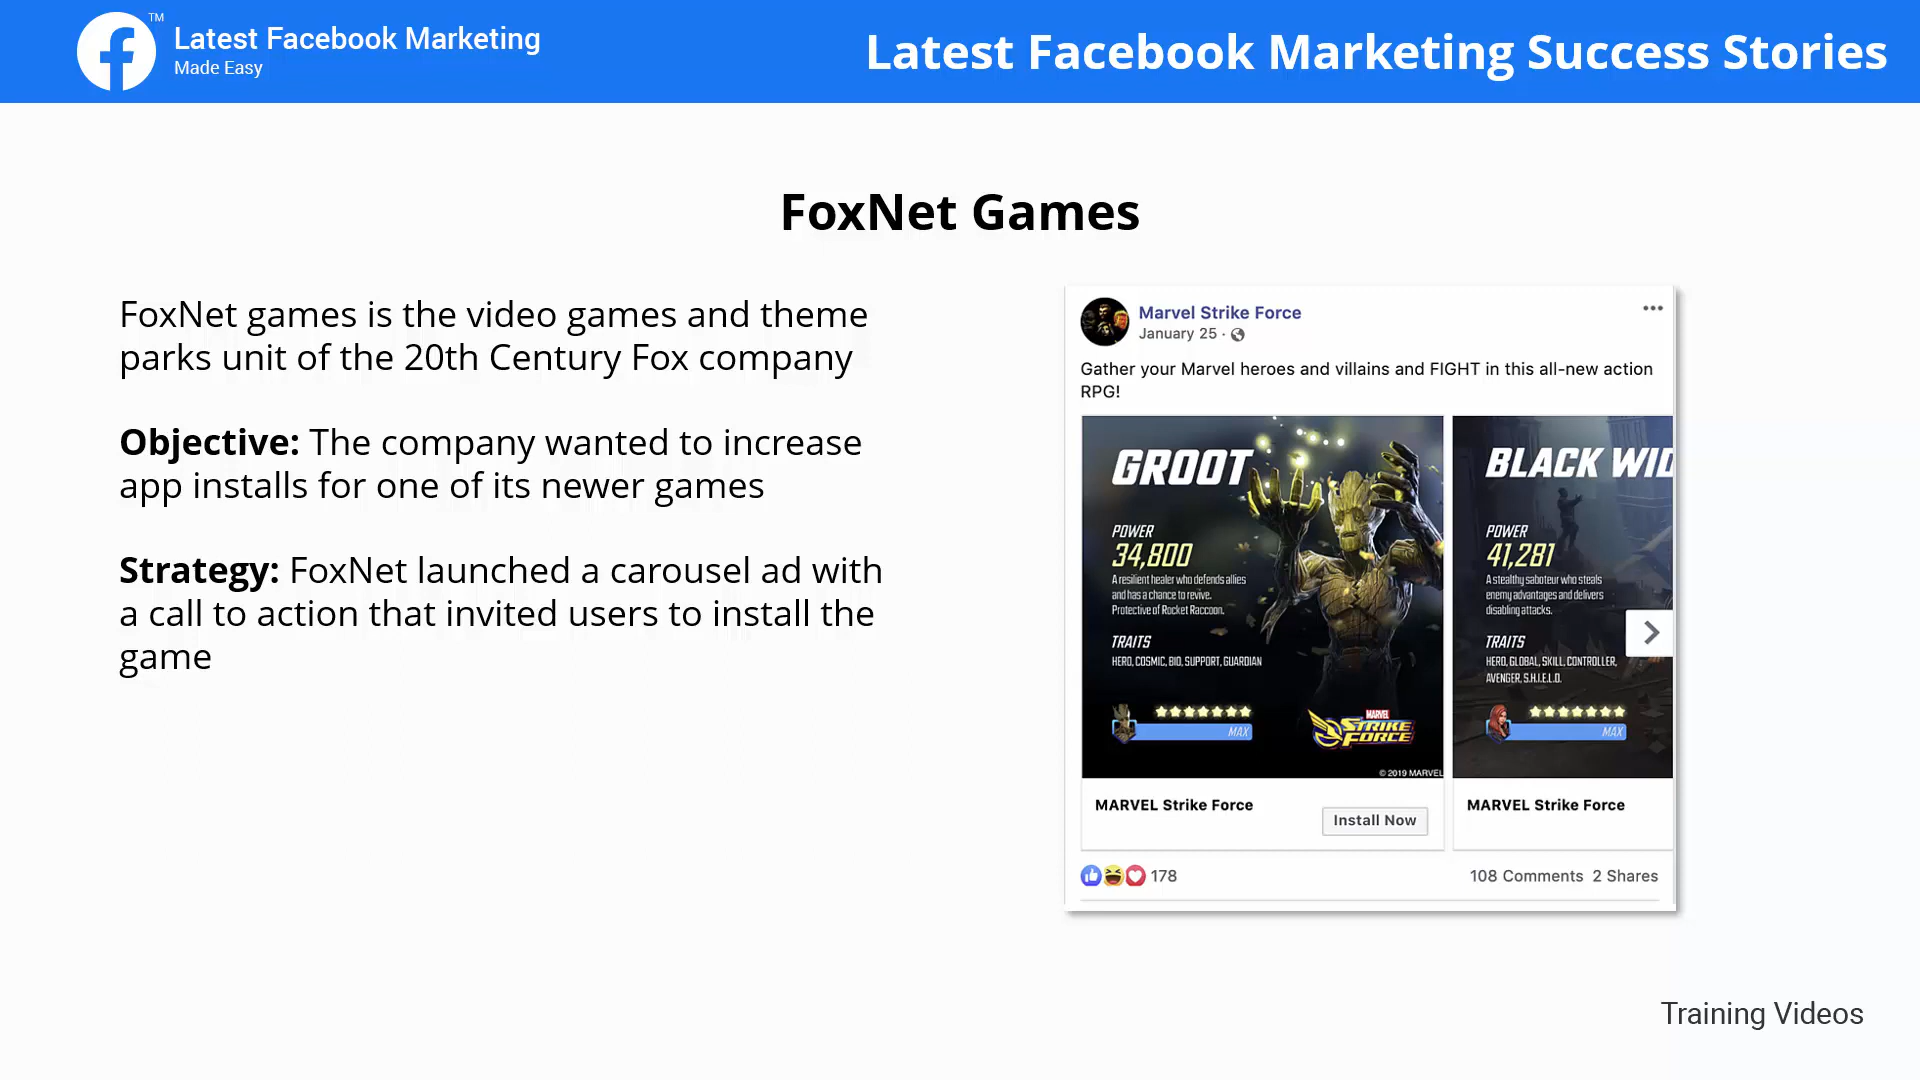 TM
Latest Facebook Marketing
Made Easy
Latest Facebook Marketing Success Stories
FoxNet Games
FoxNet games is the video games and theme
parks unit of the 20th Century Fox company
Objective: The company wanted to increase
app installs for one of its newer games
Strategy: FoxNet launched a carousel ad with
a call to action that invited users to install the
game
Marvel Strike Force
January 25 ·
Gather your Marvel heroes and villains and FIGHT in this all-new action
RPG!
GROOT
POWER
34,800
A resilient healer who defends allies
and has a chance to revive.
Protective of Rocket Raccoon.
TRAITS
HERO, COSMIC, BIO, SUPPORT, GUARDIAN
MAX
MARVEL
STRIKE
FORCE
© 2019 MARVEL
BLACK WID
POWER
41,281
A stealthy saboteur who steals
enemy advantages and delivers
disabling attacks.
TRAITS
HERO, GLOBAL, SKILL, CONTROLLER,
AVENGER, S.H.I.E.L.D.
MAX
MARVEL Strike Force
Install Now
MARVEL Strike Force
178
108 Comments 2 Shares
Training Videos